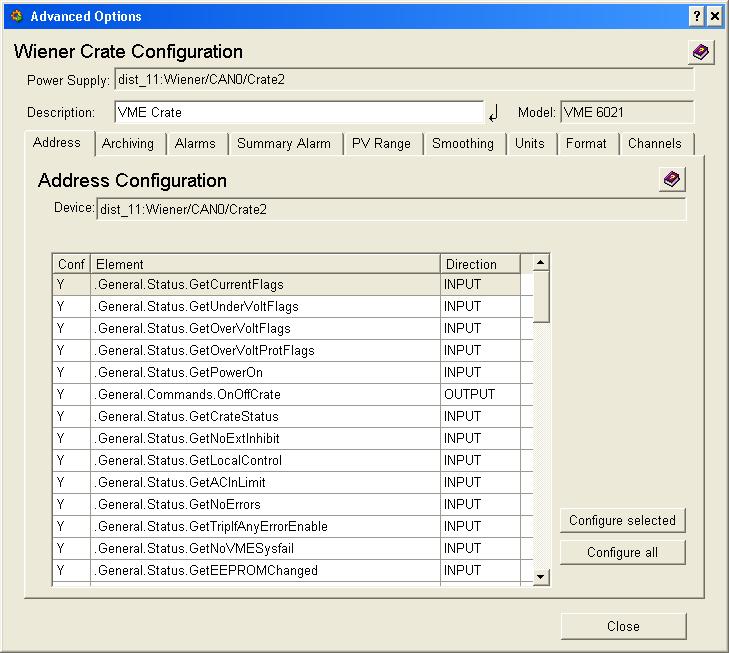 Advanced Options
Wiener Crate Configuration
Power Supply: dist_11:Wiener/CAN0/Crate2
Description: VME Crate Model: VME 6021
Address Archiving Alarms Summary Alarm PV Range Smoothing Units Format Channels
Address Configuration
Device: dist_11:Wiener/CAN0/Crate2
Conf Element Direction
Y .General.Status.GetCurrentFlags INPUT
Y .General.Status.GetUnderVoltFlags INPUT
Y .General.Status.GetOverVoltFlags INPUT
Y .General.Status.GetOverVoltProtFlags INPUT
Y .General.Status.GetPowerOn INPUT
Y .General.Commands.OnOffCrate OUTPUT
Y .General.Status.GetCrateStatus INPUT
Y .General.Status.GetNoExtInhibit INPUT
Y .General.Status.GetLocalControl INPUT
Y .General.Status.GetACInLimit INPUT
Y .General.Status.GetNoErrors INPUT
Y .General.Status.GetTripIfAnyErrorEnable INPUT
Y .General.Status.GetNoVMESysfail INPUT
Y .General.Status.GetEEPROMChanged INPUT
Configure selected
Configure all
Close